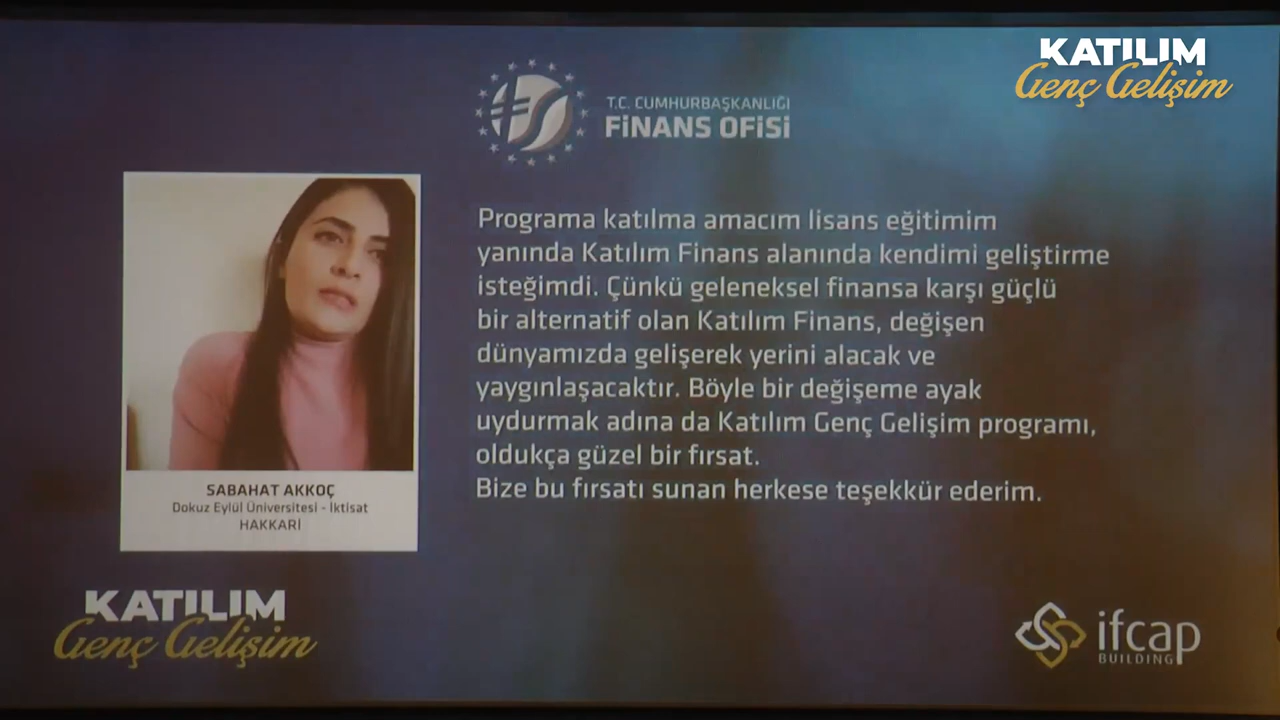 KATILIM
Genç Gelişim
T.C. CUMHURBAŞKANLIĞI
FİNANS OFİSİ
Programa katılma amacım lisans eğitimim
yanında Katılım Finans alanında kendimi geliştirme
isteğimdi. Çünkü geleneksel finansa karşı güçlü
bir alternatif olan Katılım Finans, değişen
dünyamızda gelişerek yerini alacak ve
yaygınlaşacaktır. Böyle bir değişeme ayak
uydurmak adına da Katılım Genç Gelişim programı,
oldukça güzel bir fırsat.
Bize bu fırsatı sunan herkese teşekkür ederim.
SABAHAT AKKOÇ
Dokuz Eylül Üniversitesi - İktisat
HAKKARİ
KATILIM
Genç Gelişim
ifcap
BUILDING